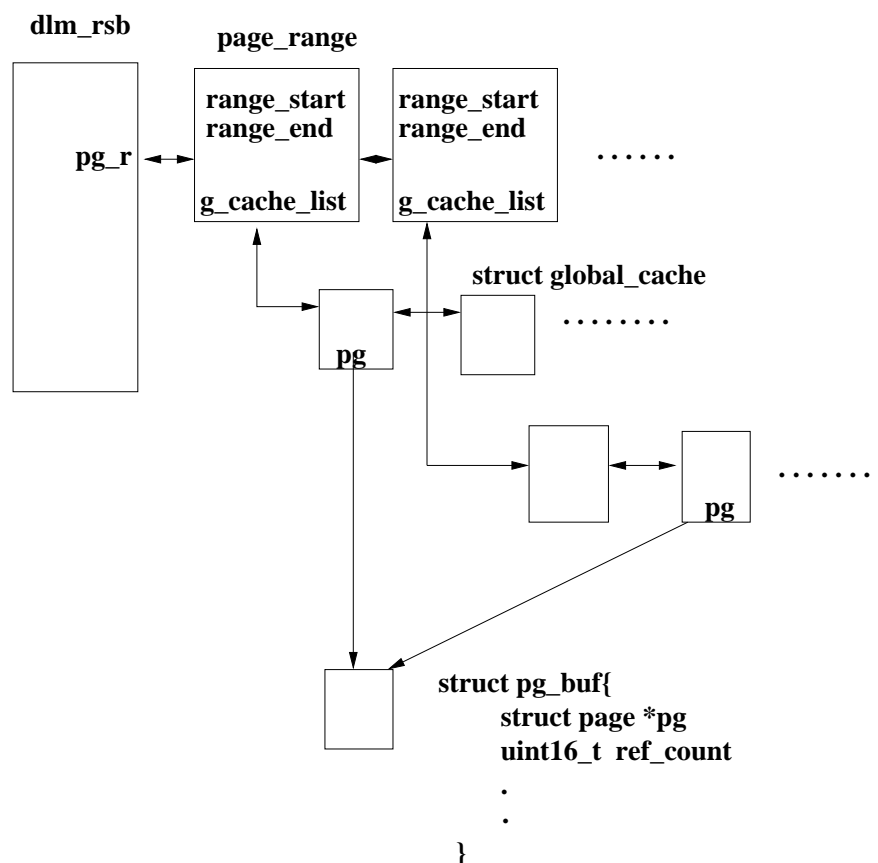 dlm_rsb
page_range
range_start
range_end
range_start
range_end
pg_r
. . . . . .
g_cache_list
g_cache_list
struct global_cache
. . . . . . . .
pg
. . . . . . .
pg
struct pg_buf{
struct page *pg
uint16_t ref_count
.
.
}